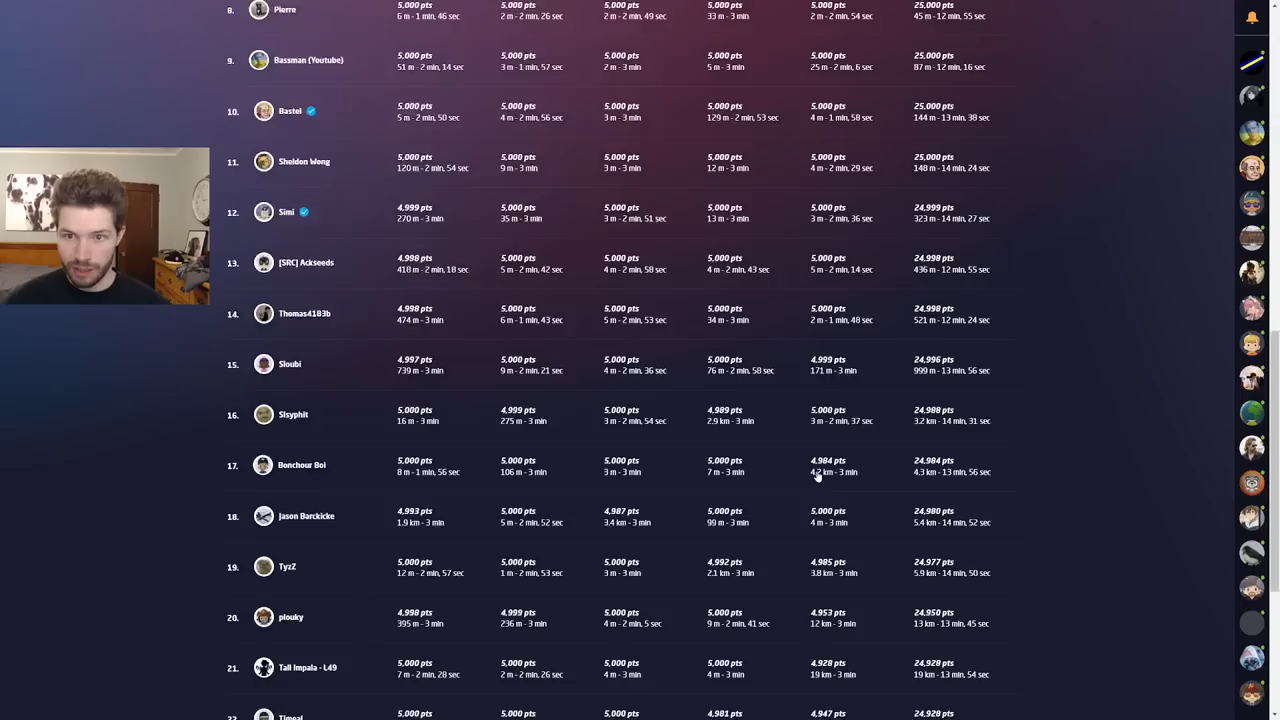 8. Pierre 5,000 pts 5,000 pts 5,000 pts 5,000 pts 5,000 pts 25,000 pts
6 m - 1 min, 46 sec 2 m - 2 min, 26 sec 2 m - 2 min, 49 sec 33 m - 3 min 2 m - 2 min, 54 sec 45 m - 12 min, 55 sec
9. Bassman (Youtube) 5,000 pts 5,000 pts 5,000 pts 5,000 pts 5,000 pts 25,000 pts
51 m - 2 min, 14 sec 3 m - 1 min, 57 sec 2 m - 3 min 5 m - 3 min 25 m - 2 min, 6 sec 87 m - 12 min, 16 sec
10. Bastel 5,000 pts 5,000 pts 5,000 pts 5,000 pts 5,000 pts 25,000 pts
5 m - 2 min, 50 sec 4 m - 2 min, 56 sec 3 m - 3 min 129 m - 2 min, 53 sec 4 m - 1 min, 58 sec 144 m - 13 min, 38 sec
11. Sheldon Wong 5,000 pts 5,000 pts 5,000 pts 5,000 pts 5,000 pts 25,000 pts
120 m - 2 min, 54 sec 9 m - 3 min 3 m - 3 min 12 m - 3 min 4 m - 2 min, 29 sec 148 m - 14 min, 24 sec
12. Simi 4,999 pts 5,000 pts 5,000 pts 5,000 pts 5,000 pts 24,999 pts
270 m - 3 min 35 m - 3 min 3 m - 2 min, 51 sec 13 m - 3 min 3 m - 2 min, 36 sec 323 m - 14 min, 27 sec
13. [SRC] Ackseeds 4,998 pts 5,000 pts 5,000 pts 5,000 pts 5,000 pts 24,998 pts
418 m - 2 min, 18 sec 5 m - 2 min, 42 sec 4 m - 2 min, 58 sec 4 m - 2 min, 43 sec 5 m - 2 min, 14 sec 436 m - 12 min, 55 sec
14. Thomas4183b 4,998 pts 5,000 pts 5,000 pts 5,000 pts 5,000 pts 24,998 pts
474 m - 3 min 6 m - 1 min, 43 sec 5 m - 2 min, 53 sec 34 m - 3 min 2 m - 1 min, 48 sec 521 m - 12 min, 24 sec
15. Sloubi 4,997 pts 5,000 pts 5,000 pts 5,000 pts 4,999 pts 24,996 pts
739 m - 3 min 9 m - 2 min, 21 sec 4 m - 2 min, 36 sec 76 m - 2 min, 58 sec 171 m - 3 min 999 m - 13 min, 56 sec
16. Sisyphit 5,000 pts 4,999 pts 5,000 pts 4,989 pts 5,000 pts 24,988 pts
16 m - 3 min 275 m - 3 min 3 m - 2 min, 54 sec 2.9 km - 3 min 3 m - 2 min, 37 sec 3.2 km - 14 min, 31 sec
17. Bonchour Boi 5,000 pts 5,000 pts 5,000 pts 5,000 pts 4,984 pts 24,984 pts
8 m - 1 min, 56 sec 106 m - 3 min 3 m - 3 min 7 m - 3 min 4.2 km - 3 min 4.3 km - 13 min, 56 sec
18. Jason Barckicke 4,993 pts 5,000 pts 4,987 pts 5,000 pts 5,000 pts 24,980 pts
1.9 km - 3 min 5 m - 2 min, 52 sec 3.4 km - 3 min 99 m - 3 min 4 m - 3 min 5.4 km - 14 min, 52 sec
19. TyzZ 5,000 pts 5,000 pts 5,000 pts 4,992 pts 4,985 pts 24,977 pts
12 m - 2 min, 57 sec 1 m - 2 min, 53 sec 3 m - 3 min 2.1 km - 3 min 3.8 km - 3 min 5.9 km - 14 min, 50 sec
20. plouky 4,998 pts 4,999 pts 5,000 pts 5,000 pts 4,953 pts 24,950 pts
395 m - 3 min 236 m - 3 min 4 m - 2 min, 5 sec 9 m - 2 min, 41 sec 12 km - 3 min 13 km - 13 min, 45 sec
21. Tall Impala - L49 5,000 pts 5,000 pts 5,000 pts 5,000 pts 4,928 pts 24,928 pts
7 m - 2 min, 28 sec 2 m - 2 min, 26 sec 4 m - 3 min 4 m - 3 min 19 km - 3 min 19 km - 13 min, 54 sec
22. Timeal 5,000 pts 5,000 pts 5,000 pts 4,981 pts 4,947 pts 24,928 pts